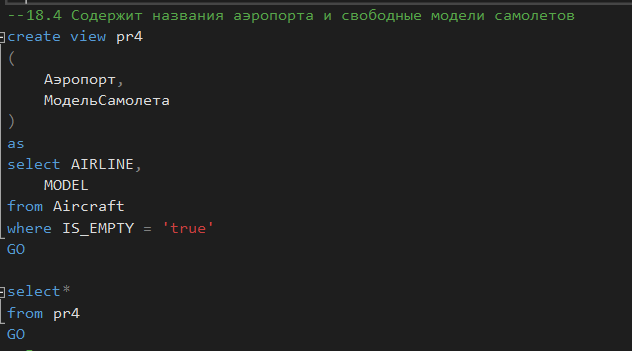 --18.4 Содержит названия аэропорта и свободные модели самолетов
create view pr4
(
Аэропорт,
МодельСамолета
)
as
select AIRLINE,
MODEL
from Aircraft
where IS_EMPTY = 'true'
GO
select*
from pr4
GO